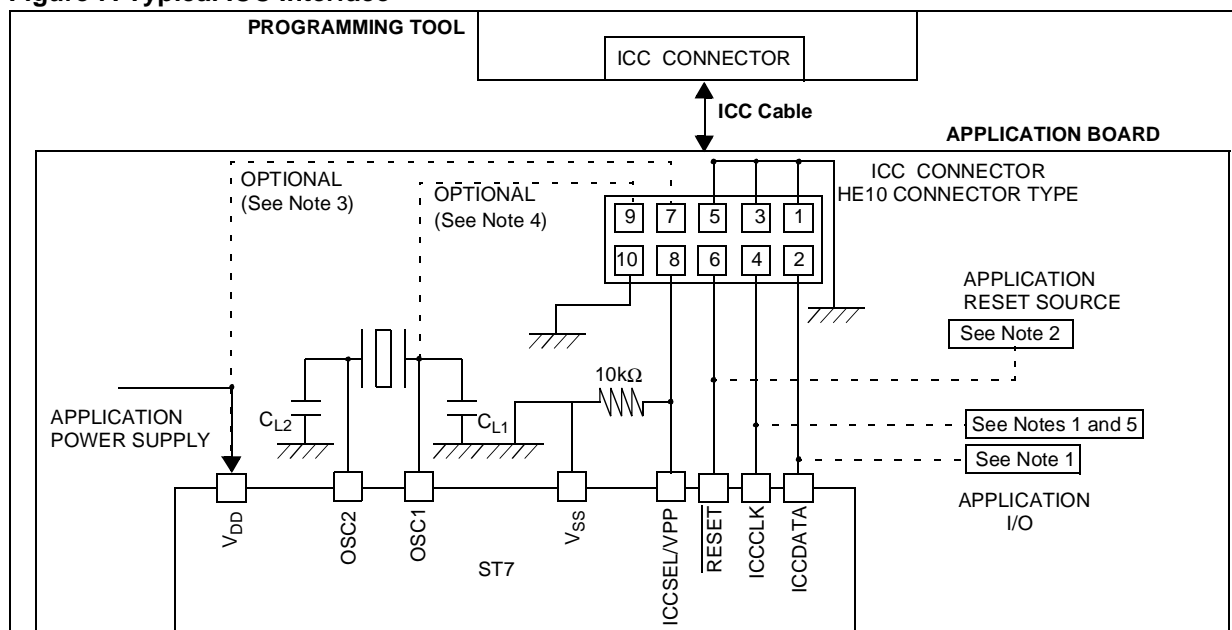 Figure 7. Typical ICC Interface
PROGRAMMING TOOL
ICC CONNECTOR
ICC Cable
APPLICATION BOARD
OPTIONAL
(See Note 3)
OPTIONAL
(See Note 4)
ICC CONNECTOR
HE10 CONNECTOR TYPE
9 7 5 3 1
10 8 6 4 2
APPLICATION
RESET SOURCE
See Note 2
10kΩ
CL2
CL1
APPLICATION
POWER SUPPLY
See Notes 1 and 5
See Note 1
APPLICATION
I/O
VDD
OSC2
OSC1
VSS
ICCSEL/VPP
RESET
ICCCLK
ICCDATA
ST7